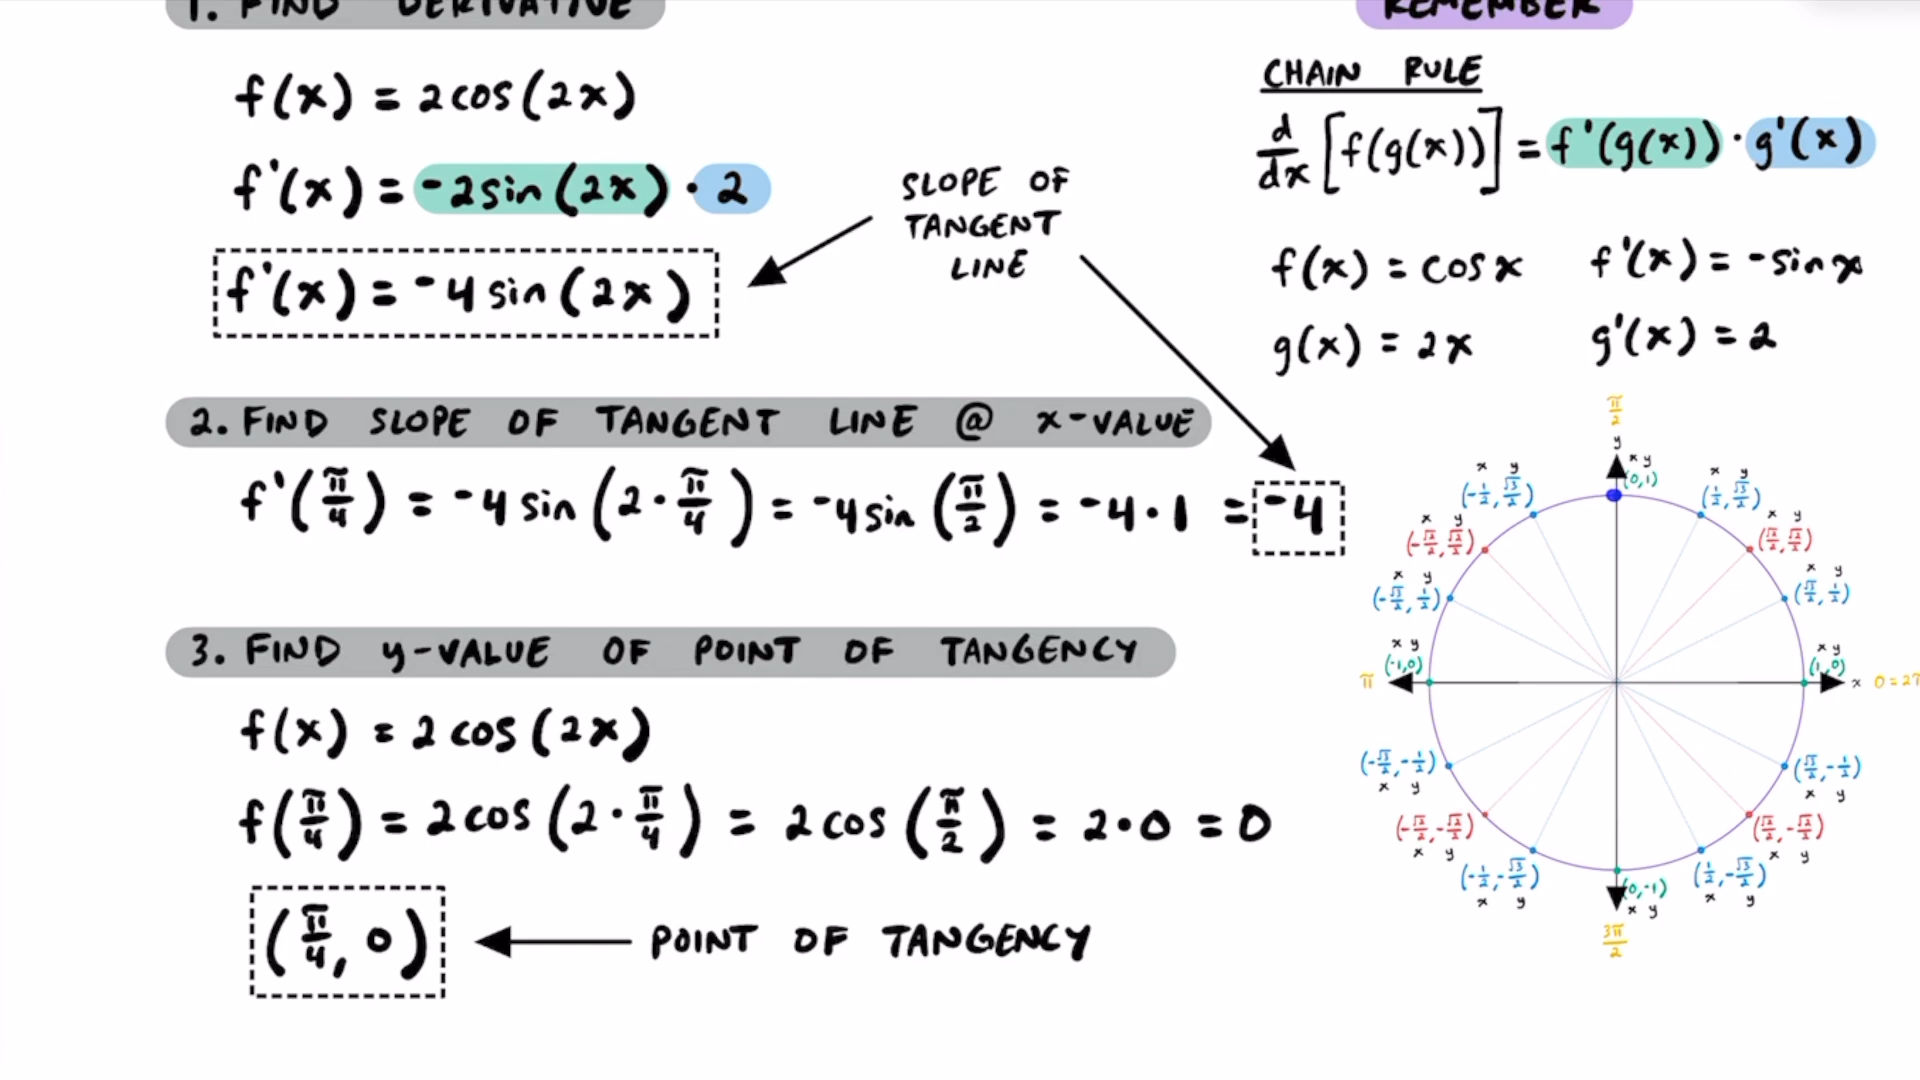 1. FIND DERIVATIVE
f(x) = 2cos(2x)
f'(x) = -2sin(2x) · 2
f'(x) = -4 sin(2x)
SLOPE OF
TANGENT
LINE
2. FIND SLOPE OF TANGENT LINE @ x-VALUE
f'(π/4) = -4 sin(2·π/4) = -4sin(π/2) = -4·1 = -4
3. FIND y-VALUE OF POINT OF TANGENCY
f(x) = 2 cos(2x)
f(π/4) = 2cos(2·π/4) = 2cos(π/2) = 2·0 = 0
(π/4, 0)
POINT OF TANGENCY
REMEMBER
CHAIN RULE
d/dx [f(g(x))] = f'(g(x)) · g'(x)
f(x) = cosx f'(x) = -sinx
g(x) = 2x g'(x) = 2
π/2
y
x y
(0,1)
x y
(-1/2, √3/2)
x y
(1/2, √3/2)
x y
(-√2/2, √2/2)
x y
(√2/2, √2/2)
x y
(-√3/2, 1/2)
x y
(√3/2, 1/2)
x y
(-1,0)
x y
(1,0)
π
x
0=2π
(-√3/2, -1/2)
x y
(√3/2, -1/2)
x y
(-√2/2, -√2/2)
x y
(√2/2, -√2/2)
x y
(-1/2, -√3/2)
x y
(1/2, -√3/2)
x y
(0,-1)
x y
3π/2